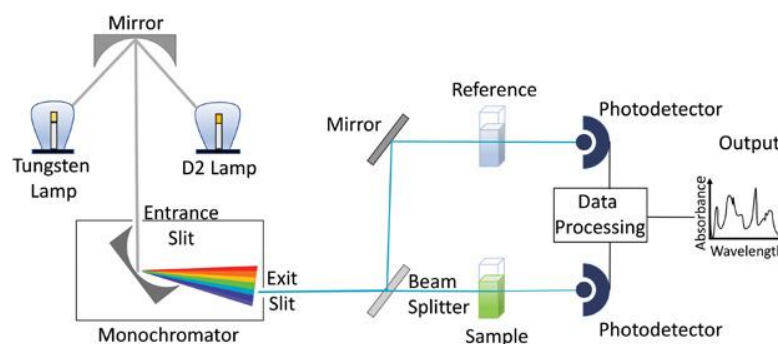 Mirror
Tungsten
Lamp
D2 Lamp
Entrance
Slit
Exit
Slit
Monochromator
Mirror
Beam
Splitter
Reference
Sample
Photodetector
Photodetector
Data
Processing
Output
Absorbance
Wavelength